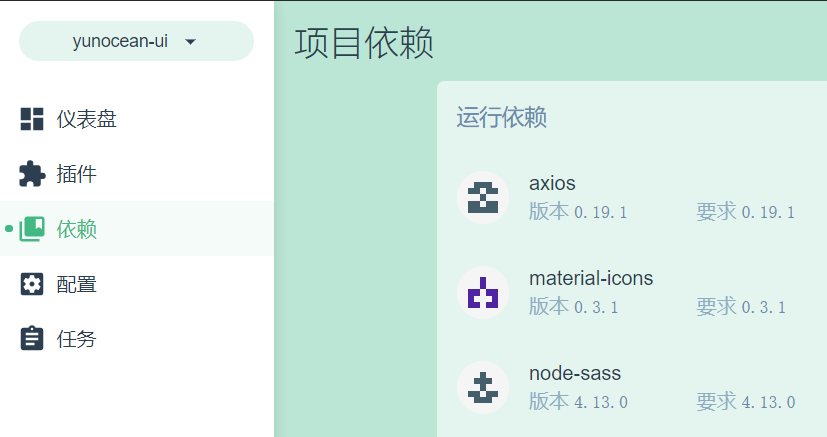 yunocean-ui
项目依赖
仪表盘
插件
依赖
配置
任务
运行依赖
axios
版本 0.19.1 要求 0.19.1
material-icons
版本 0.3.1 要求 0.3.1
node-sass
版本 4.13.0 要求 4.13.0